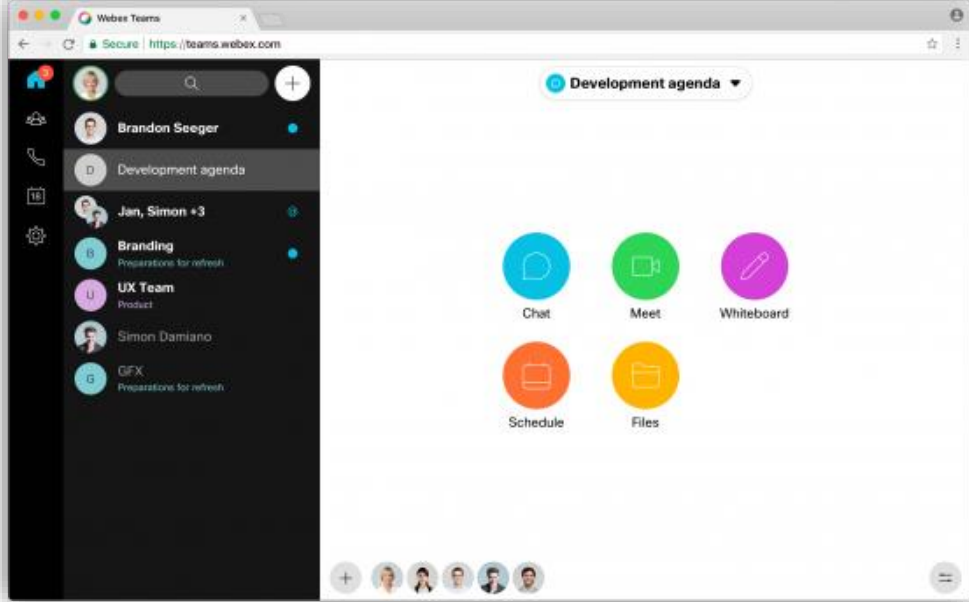 Webex Teams
Secure https://teams.webex.com
3
Development agenda
Brandon Seeger
D Development agenda
Jan, Simon +3 @
18
B Branding
Preparations for refresh
U UX Team
Product
Simon Damiano
G GFX
Preparations for refresh
Chat Meet Whiteboard
Schedule Files